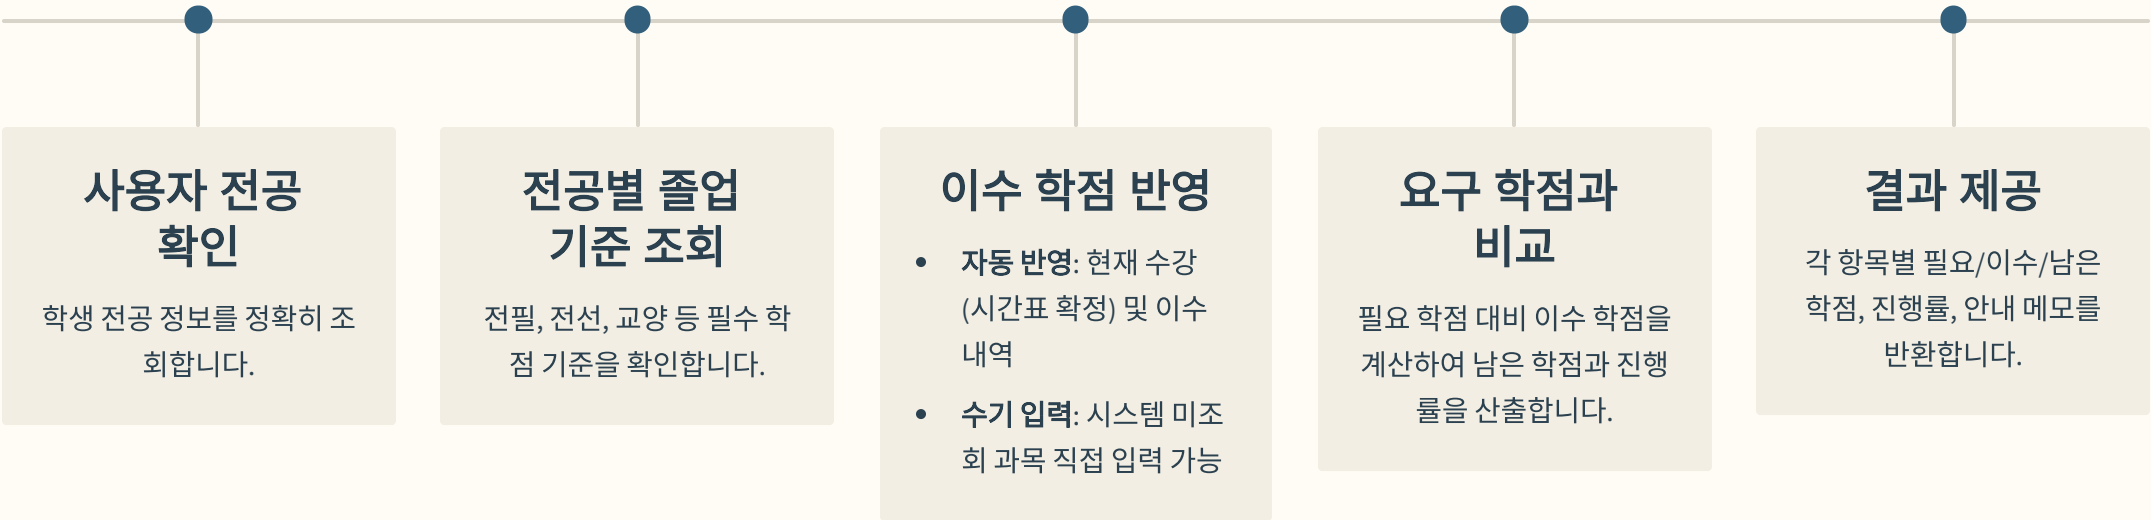 사용자 전공
확인
학생 전공 정보를 정확히 조
회합니다.
전공별 졸업
기준 조회
전필, 전선, 교양 등 필수 학
점 기준을 확인합니다.
이수 학점 반영
• 자동 반영: 현재 수강
(시간표 확정) 및 이수
내역
• 수기 입력: 시스템 미조
회 과목 직접 입력 가능
요구 학점과
비교
필요 학점 대비 이수 학점을
계산하여 남은 학점과 진행
률을 산출합니다.
결과 제공
각 항목별 필요/이수/남은
학점, 진행률, 안내 메모를
반환합니다.